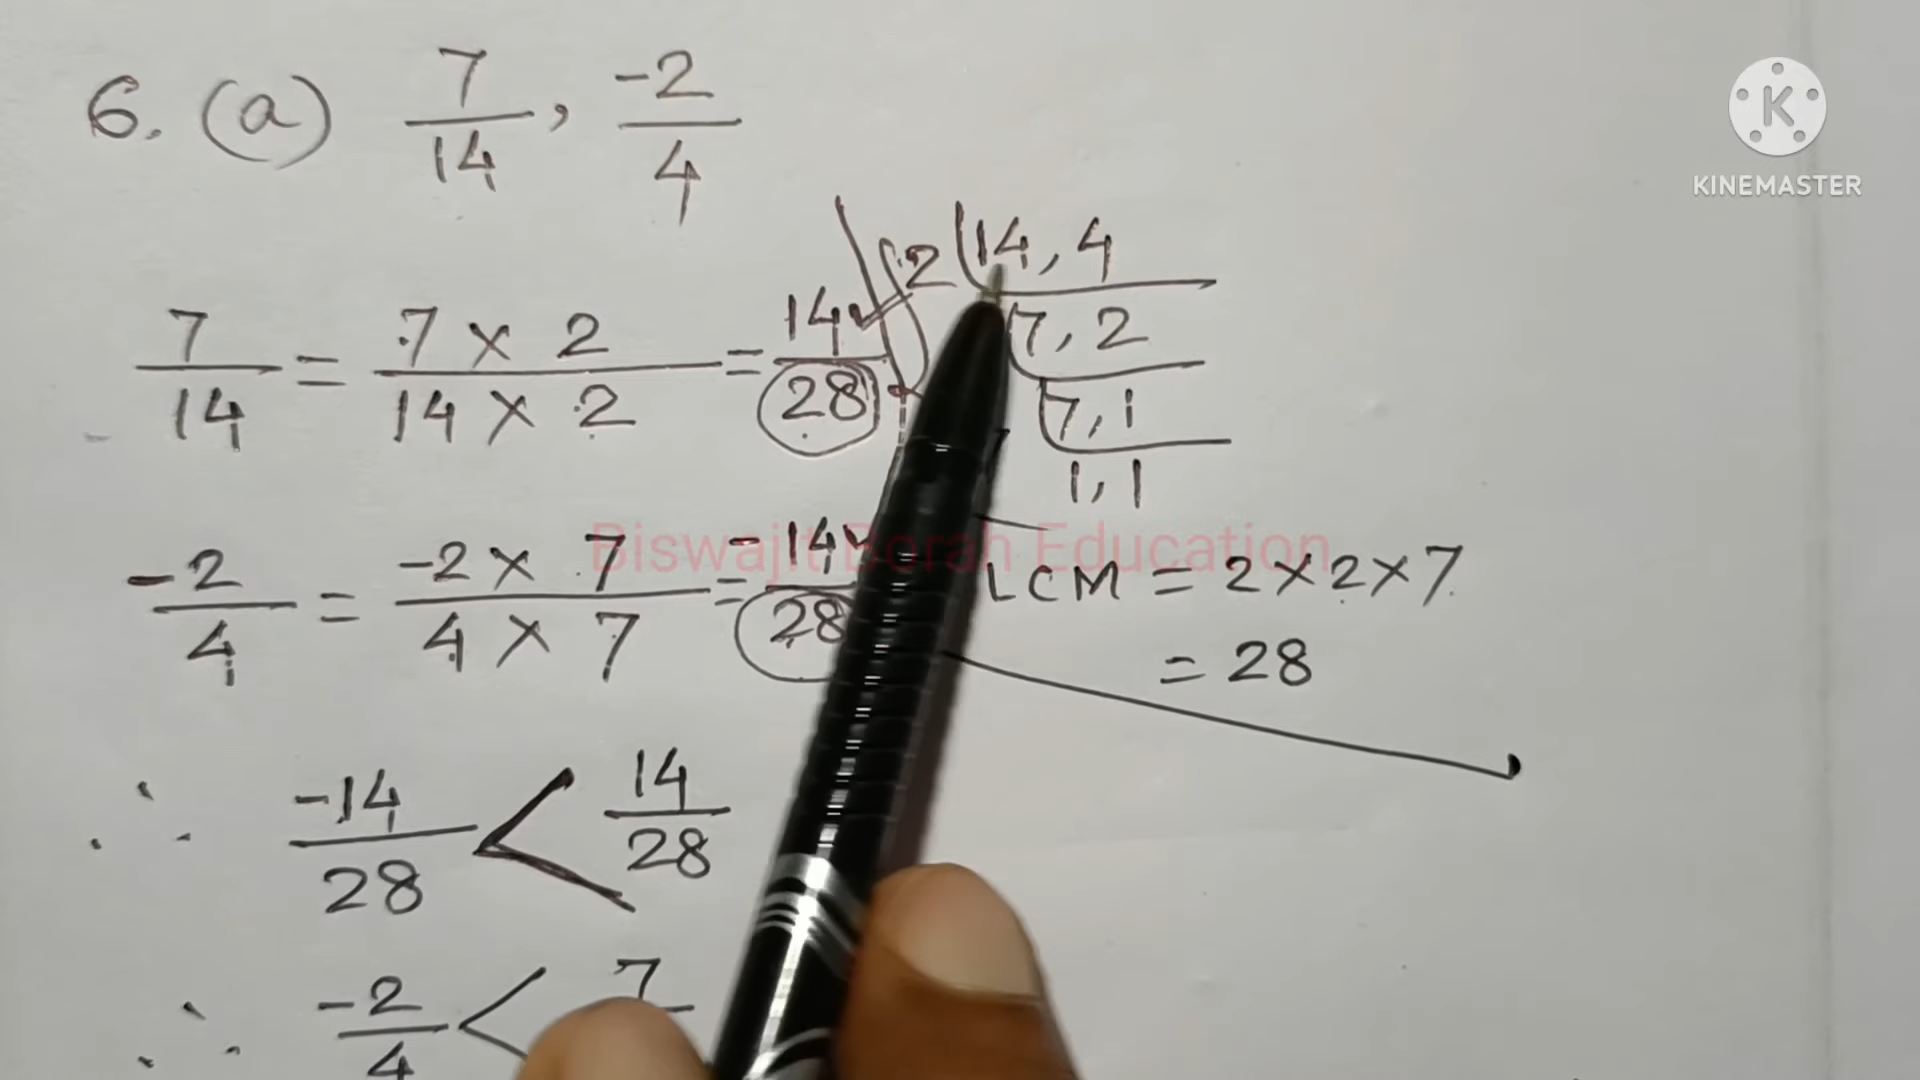 6. (a) 7/14, -2/4
KINEMASTER
2 | 14, 4
7, 2
7, 1
1, 1
7/14 = 7 × 2 / 14 × 2 = 14/28
-2/4 = -2 × 7 / 4 × 7 = -14/28
Biswajit Borah Education
LCM = 2×2×7
= 28
∴ -14/28 < 14/28
∴ -2/4 < 7